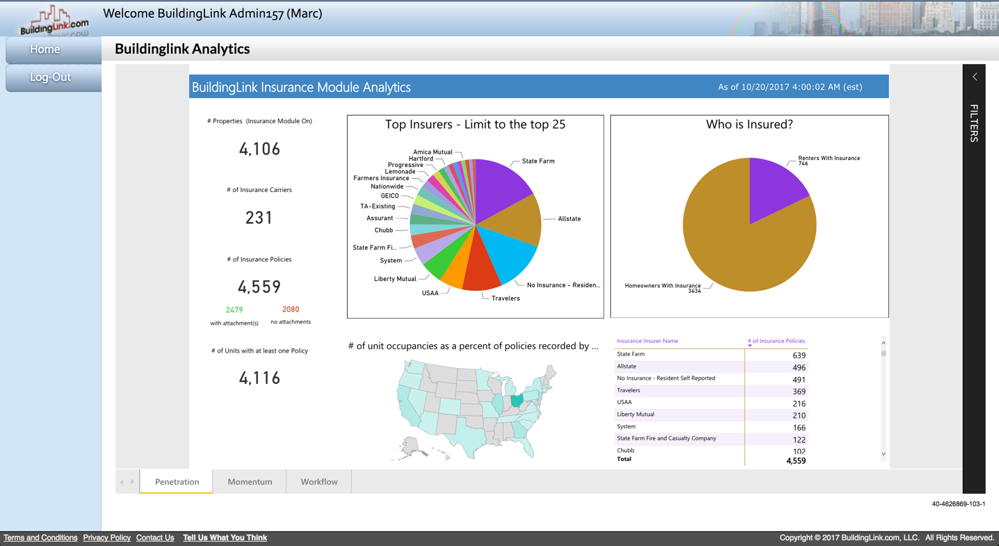 BuildingLink.com
Welcome BuildingLink Admin157 (Marc)
Home
Log-Out
Buildinglink Analytics
BuildingLink Insurance Module Analytics
As of 10/20/2017 4:00:02 AM (est)
FILTERS
# Properties (Insurance Module On)
4,106
# of Insurance Carriers
231
# of Insurance Policies
4,559
2479
2080
with attachment(s)
no attachments
# of Units with at least one Policy
4,116
Top Insurers - Limit to the top 25
Amica Mutual
Hartford
Progressive
Lemonade
Farmers Insurance
Nationwide
GEICO
TA-Existing
Assurant
Chubb
State Farm Fi...
System
Liberty Mutual
USAA
State Farm
Allstate
No Insurance - Residen...
Travelers
Who is Insured?
Renters With Insurance
746
Homeowners With Insurance
3434
# of unit occupancies as a percent of policies recorded by ...
Insurance Insurer Name # of Insurance Policies
State Farm 639
Allstate 496
No Insurance - Resident Self Reported 491
Travelers 369
USAA 216
Liberty Mutual 210
System 166
State Farm Fire and Casualty Company 122
Chubb 102
Total 4,559
Penetration Momentum Workflow
40-4626869-103-1
Terms and Conditions Privacy Policy Contact Us Tell Us What You Think
Copyright © 2017 BuildingLink.com, LLC. All Rights Reserved.